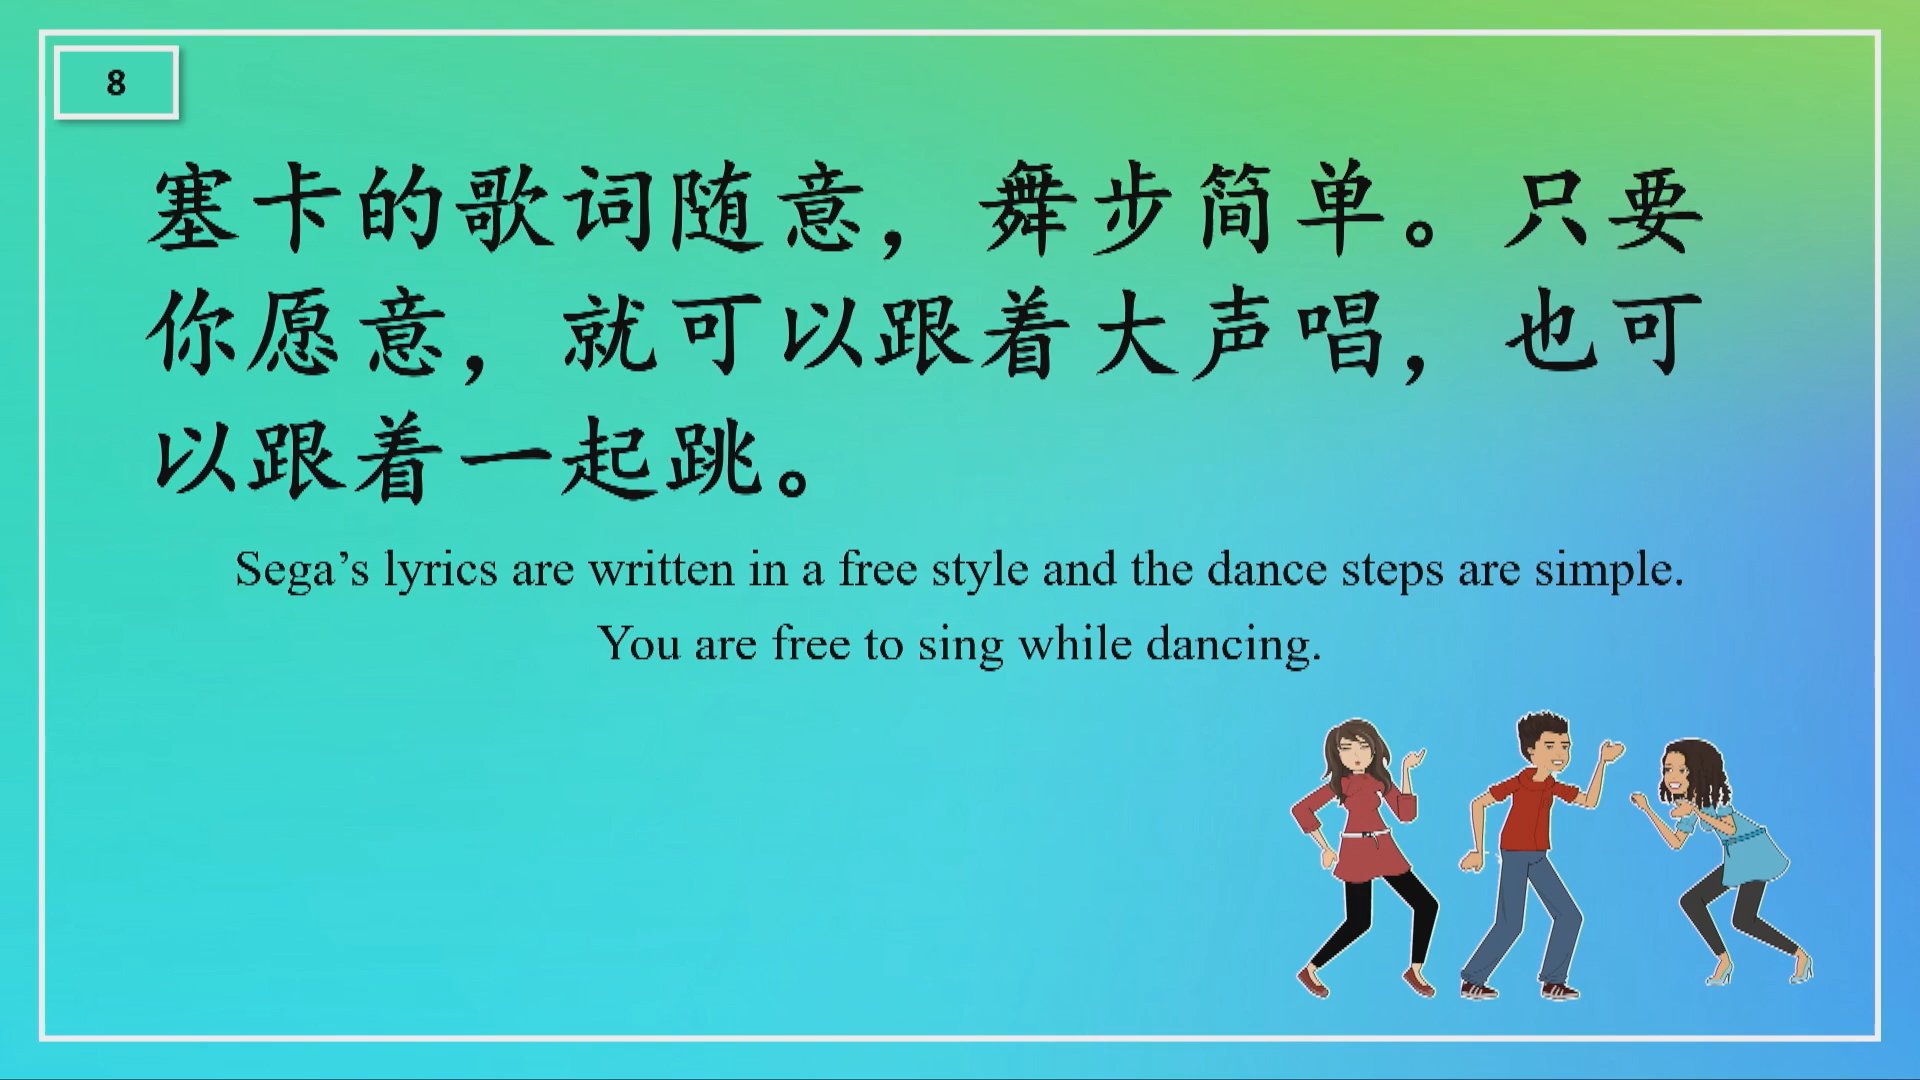 8
塞卡的歌词随意，舞步简单。只要
你愿意，就可以跟着大声唱，也可
以跟着一起跳。
Sega’s lyrics are written in a free style and the dance steps are simple.
You are free to sing while dancing.